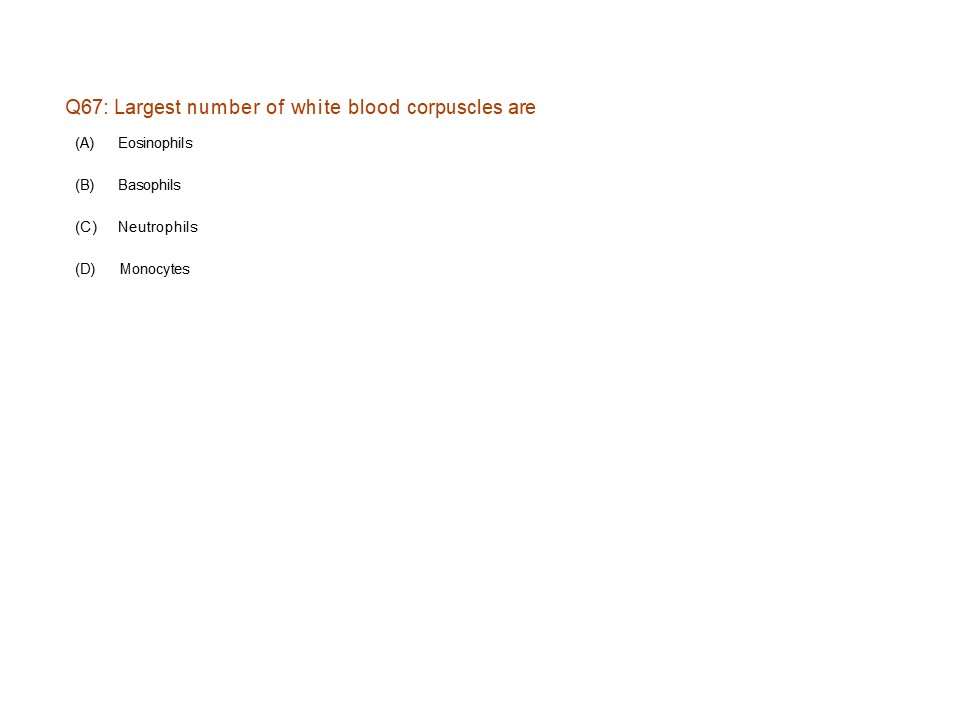 Q67: Largest number of white blood corpuscles are
(A) Eosinophils
(B) Basophils
(C) Neutrophils
(D) Monocytes